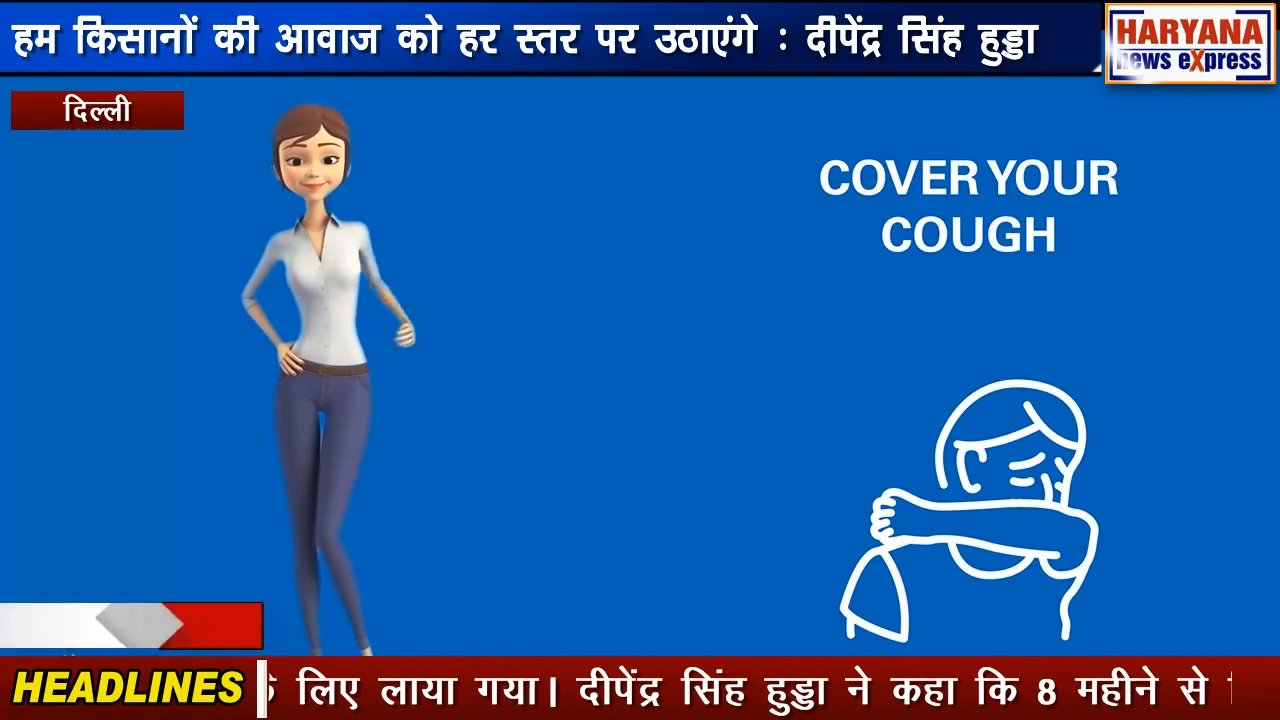 हम किसानों की आवाज को हर स्तर पर उठाएंगे : दीपेंद्र सिंह हुड्डा
HARYANA
news eXpress
दिल्ली
COVER YOUR
COUGH
HEADLINES
लिए लाया गया। दीपेंद्र सिंह हुड्डा ने कहा कि 8 महीने से